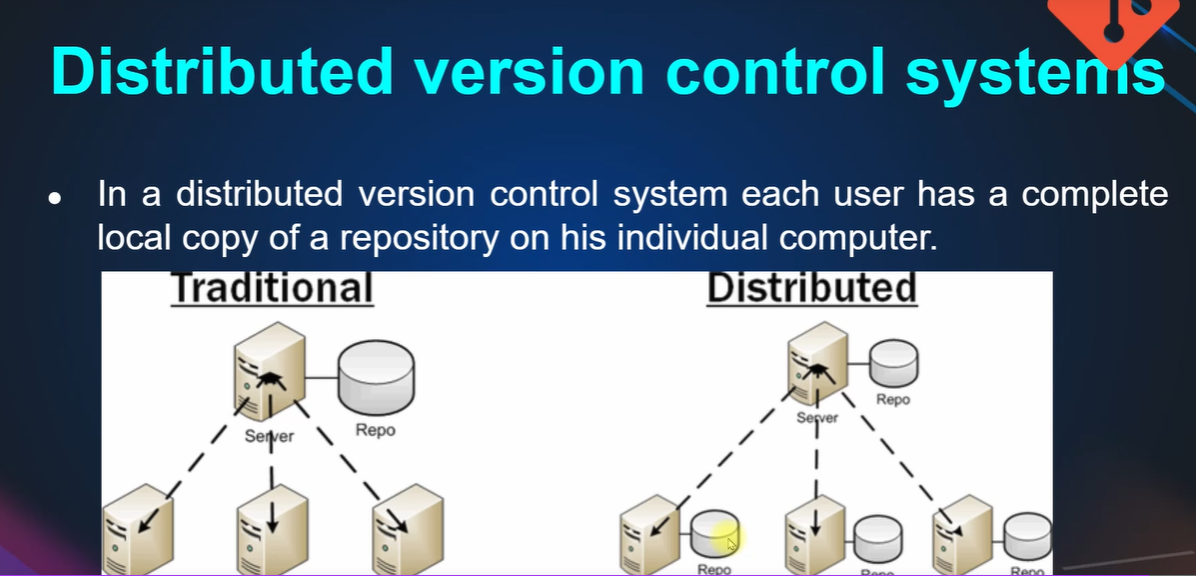 Distributed version control systems
• In a distributed version control system each user has a complete
local copy of a repository on his individual computer.
Traditional
Distributed
Server
Repo
Server
Repo
Repo
Repo
Repo